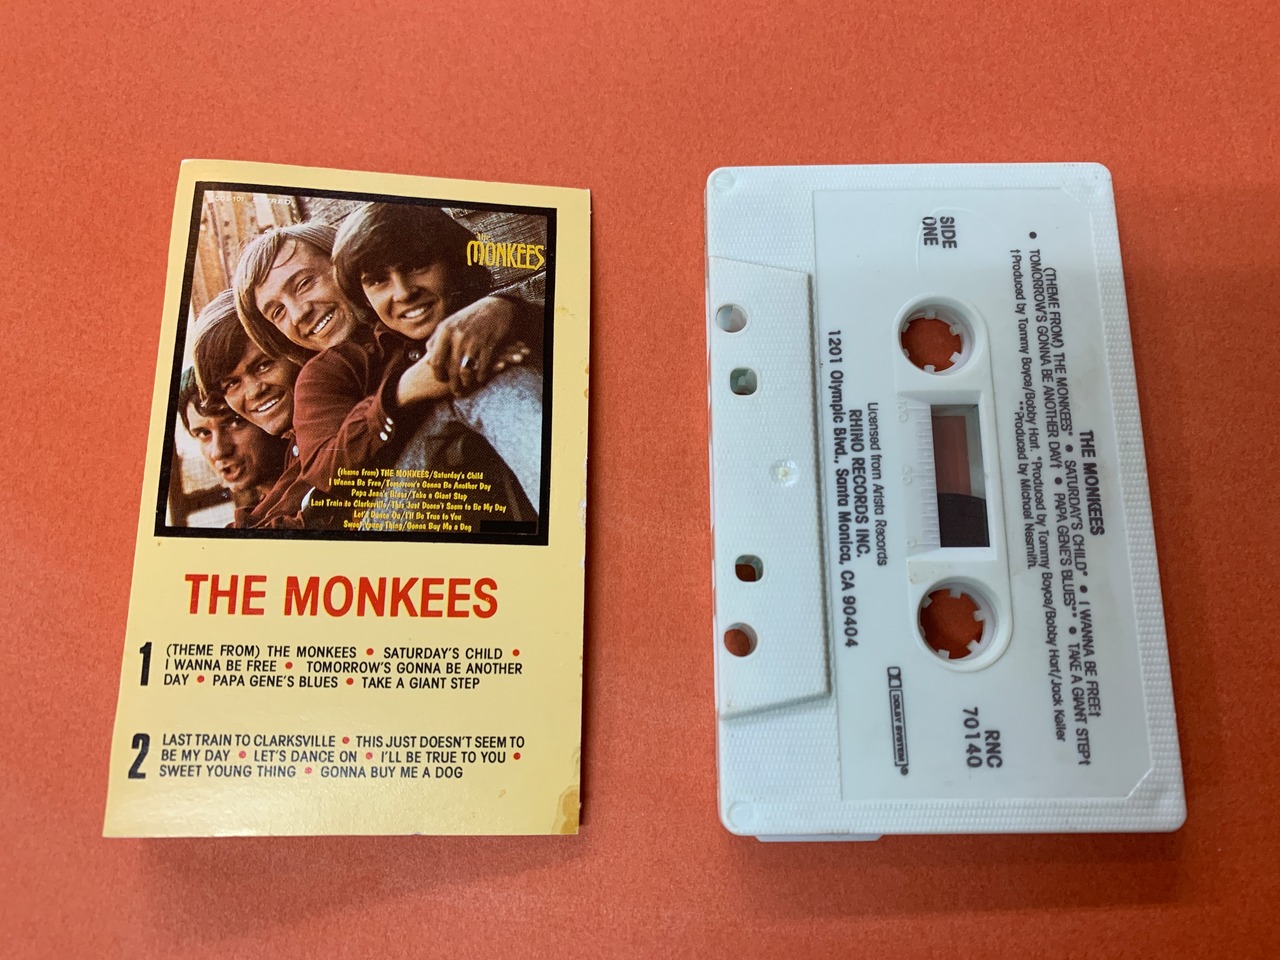 STEREO
The
MONKEES
(theme from) THE MONKEES/Saturday's Child
I Wanna Be Free/Tomorrow's Gonna Be Another Day
Papa Jean's Blues/Take a Giant Step
Last Train to Clarksville/This Just Doesn't Seem to Be My Day
Let's Dance On/I'll Be True to You
Sweet Young Thing/Gonna Buy Me a Dog
THE MONKEES
1 (THEME FROM) THE MONKEES • SATURDAY'S CHILD •
I WANNA BE FREE • TOMORROW'S GONNA BE ANOTHER
DAY • PAPA GENE'S BLUES • TAKE A GIANT STEP
2 LAST TRAIN TO CLARKSVILLE • THIS JUST DOESN'T SEEM TO
BE MY DAY • LET'S DANCE ON • I'LL BE TRUE TO YOU •
SWEET YOUNG THING • GONNA BUY ME A DOG
THE MONKEES
(THEME FROM) THE MONKEES* • SATURDAY'S CHILD* • I WANNA BE FREE†
• TOMORROW'S GONNA BE ANOTHER DAY† • PAPA GENE'S BLUES** • TAKE A GIANT STEP†
†Produced by Tommy Boyce/Bobby Hart. *Produced by Tommy Boyce/Bobby Hart/Jack Keller
**Produced by Michael Nesmith.
SIDE
ONE
RNC
70140
Licensed from Arista Records
RHINO RECORDS INC.
1201 Olympic Blvd., Santa Monica, CA 90404
DOLBY SYSTEM®